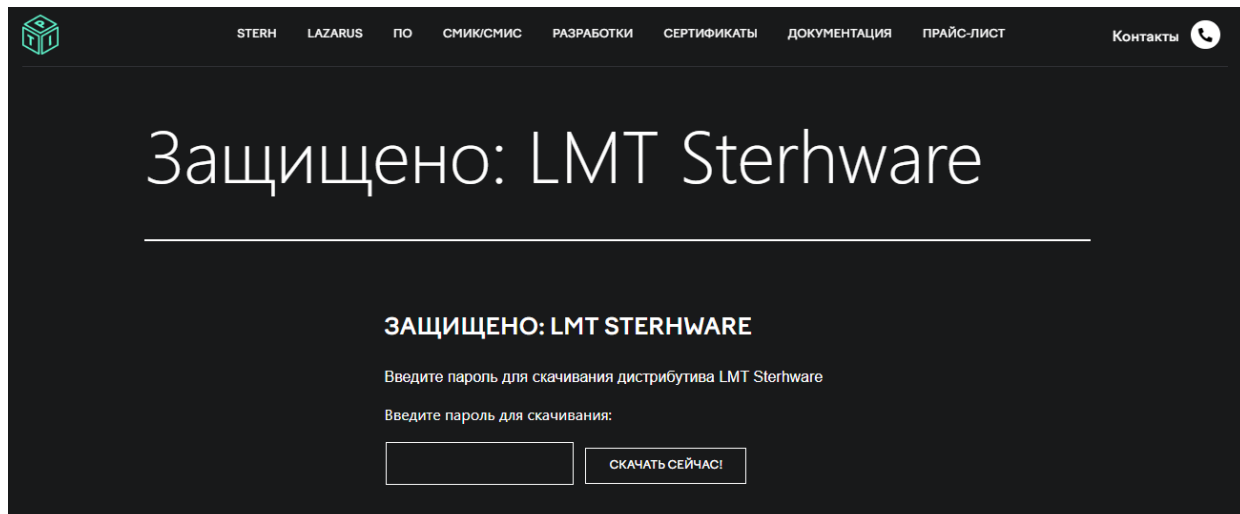 STERH LAZARUS ПО СМИК/СМИС РАЗРАБОТКИ СЕРТИФИКАТЫ ДОКУМЕНТАЦИЯ ПРАЙС-ЛИСТ Контакты
Защищено: LMT Sterhware
ЗАЩИЩЕНО: LMT STERHWARE
Введите пароль для скачивания дистрибутива LMT Sterhware
Введите пароль для скачивания:
СКАЧАТЬ СЕЙЧАС!